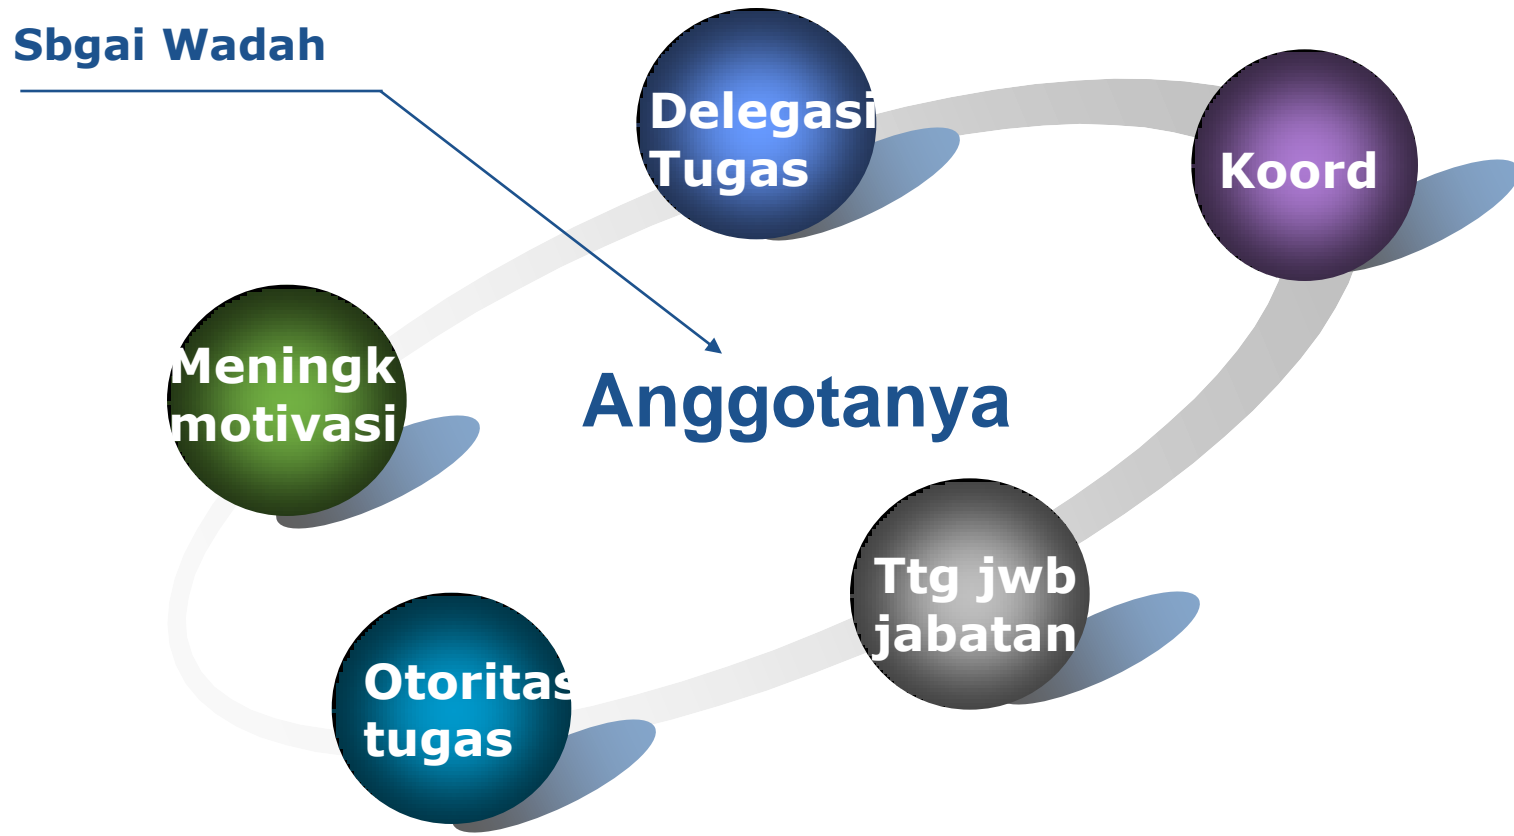 Sbgai Wadah
Delegasi
Tugas
Koord
Meningk
motivasi
Anggotanya
Ttg jwb
jabatan
Otoritas
tugas